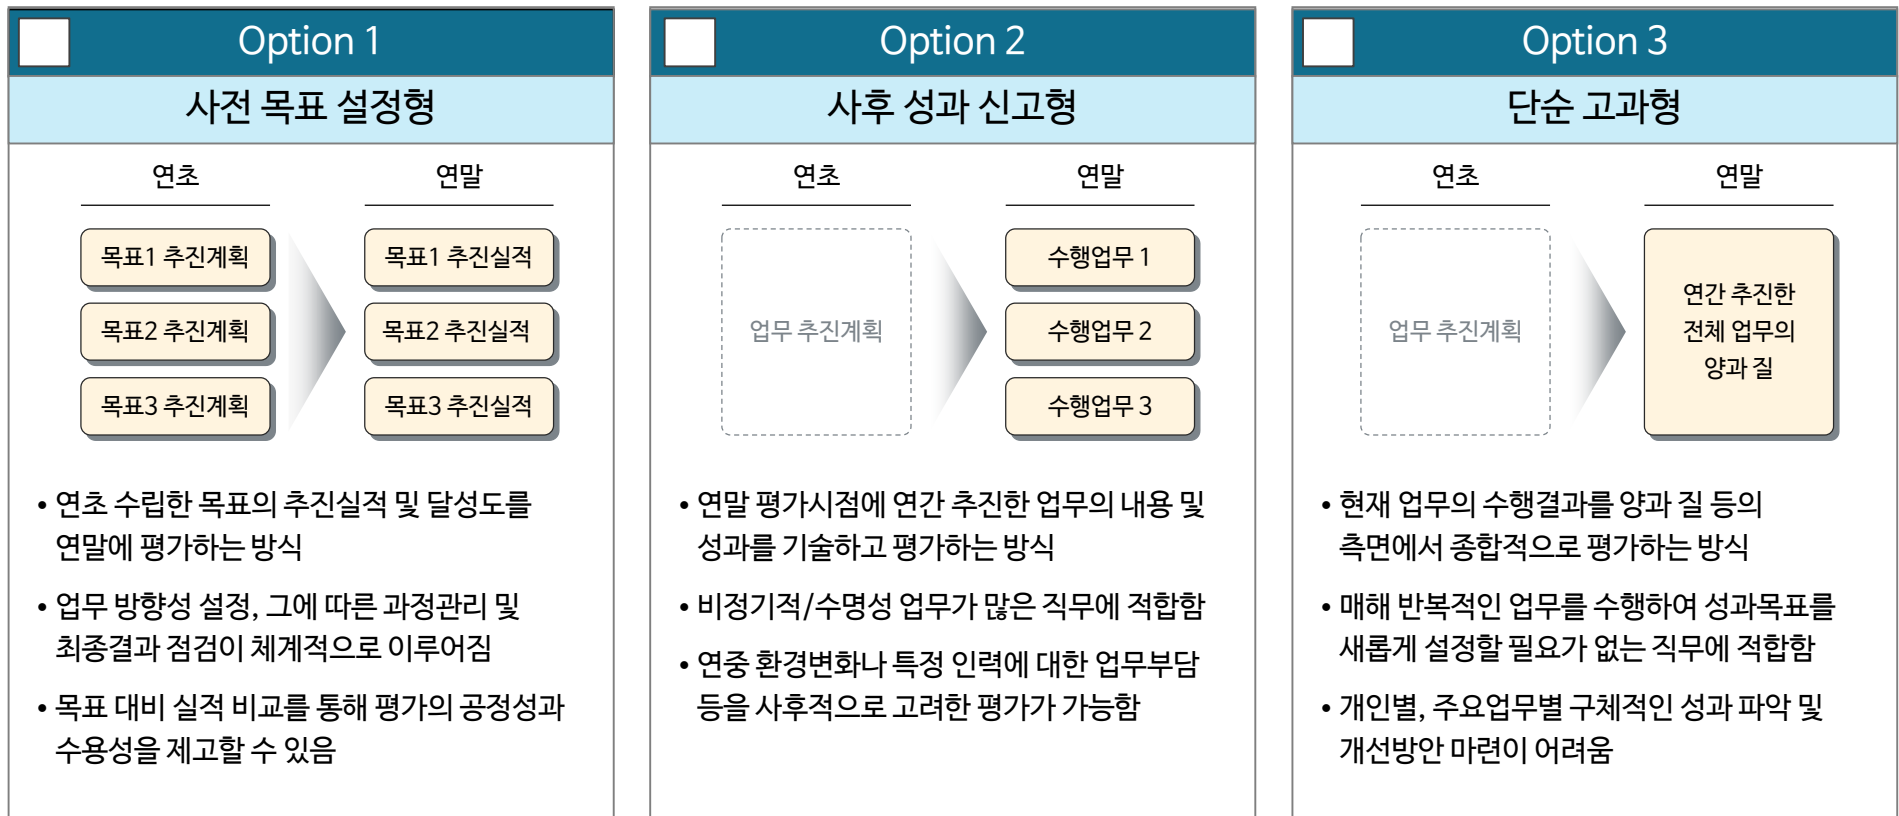 Option 1
사전 목표 설정형
연초
연말
목표1 추진계획
목표1 추진실적
목표2 추진계획
목표2 추진실적
목표3 추진계획
목표3 추진실적
• 연초 수립한 목표의 추진실적 및 달성도를
연말에 평가하는 방식
• 업무 방향성 설정, 그에 따른 과정관리 및
최종결과 점검이 체계적으로 이루어짐
• 목표 대비 실적 비교를 통해 평가의 공정성과
수용성을 제고할 수 있음
Option 2
사후 성과 신고형
연초
연말
업무 추진계획
수행업무 1
수행업무 2
수행업무 3
• 연말 평가시점에 연간 추진한 업무의 내용 및
성과를 기술하고 평가하는 방식
• 비정기적/수명성 업무가 많은 직무에 적합함
• 연중 환경변화나 특정 인력에 대한 업무부담
등을 사후적으로 고려한 평가가 가능함
Option 3
단순 고과형
연초
연말
업무 추진계획
연간 추진한
전체 업무의
양과 질
• 현재 업무의 수행결과를 양과 질 등의
측면에서 종합적으로 평가하는 방식
• 매해 반복적인 업무를 수행하여 성과목표를
새롭게 설정할 필요가 없는 직무에 적합함
• 개인별, 주요업무별 구체적인 성과 파악 및
개선방안 마련이 어려움